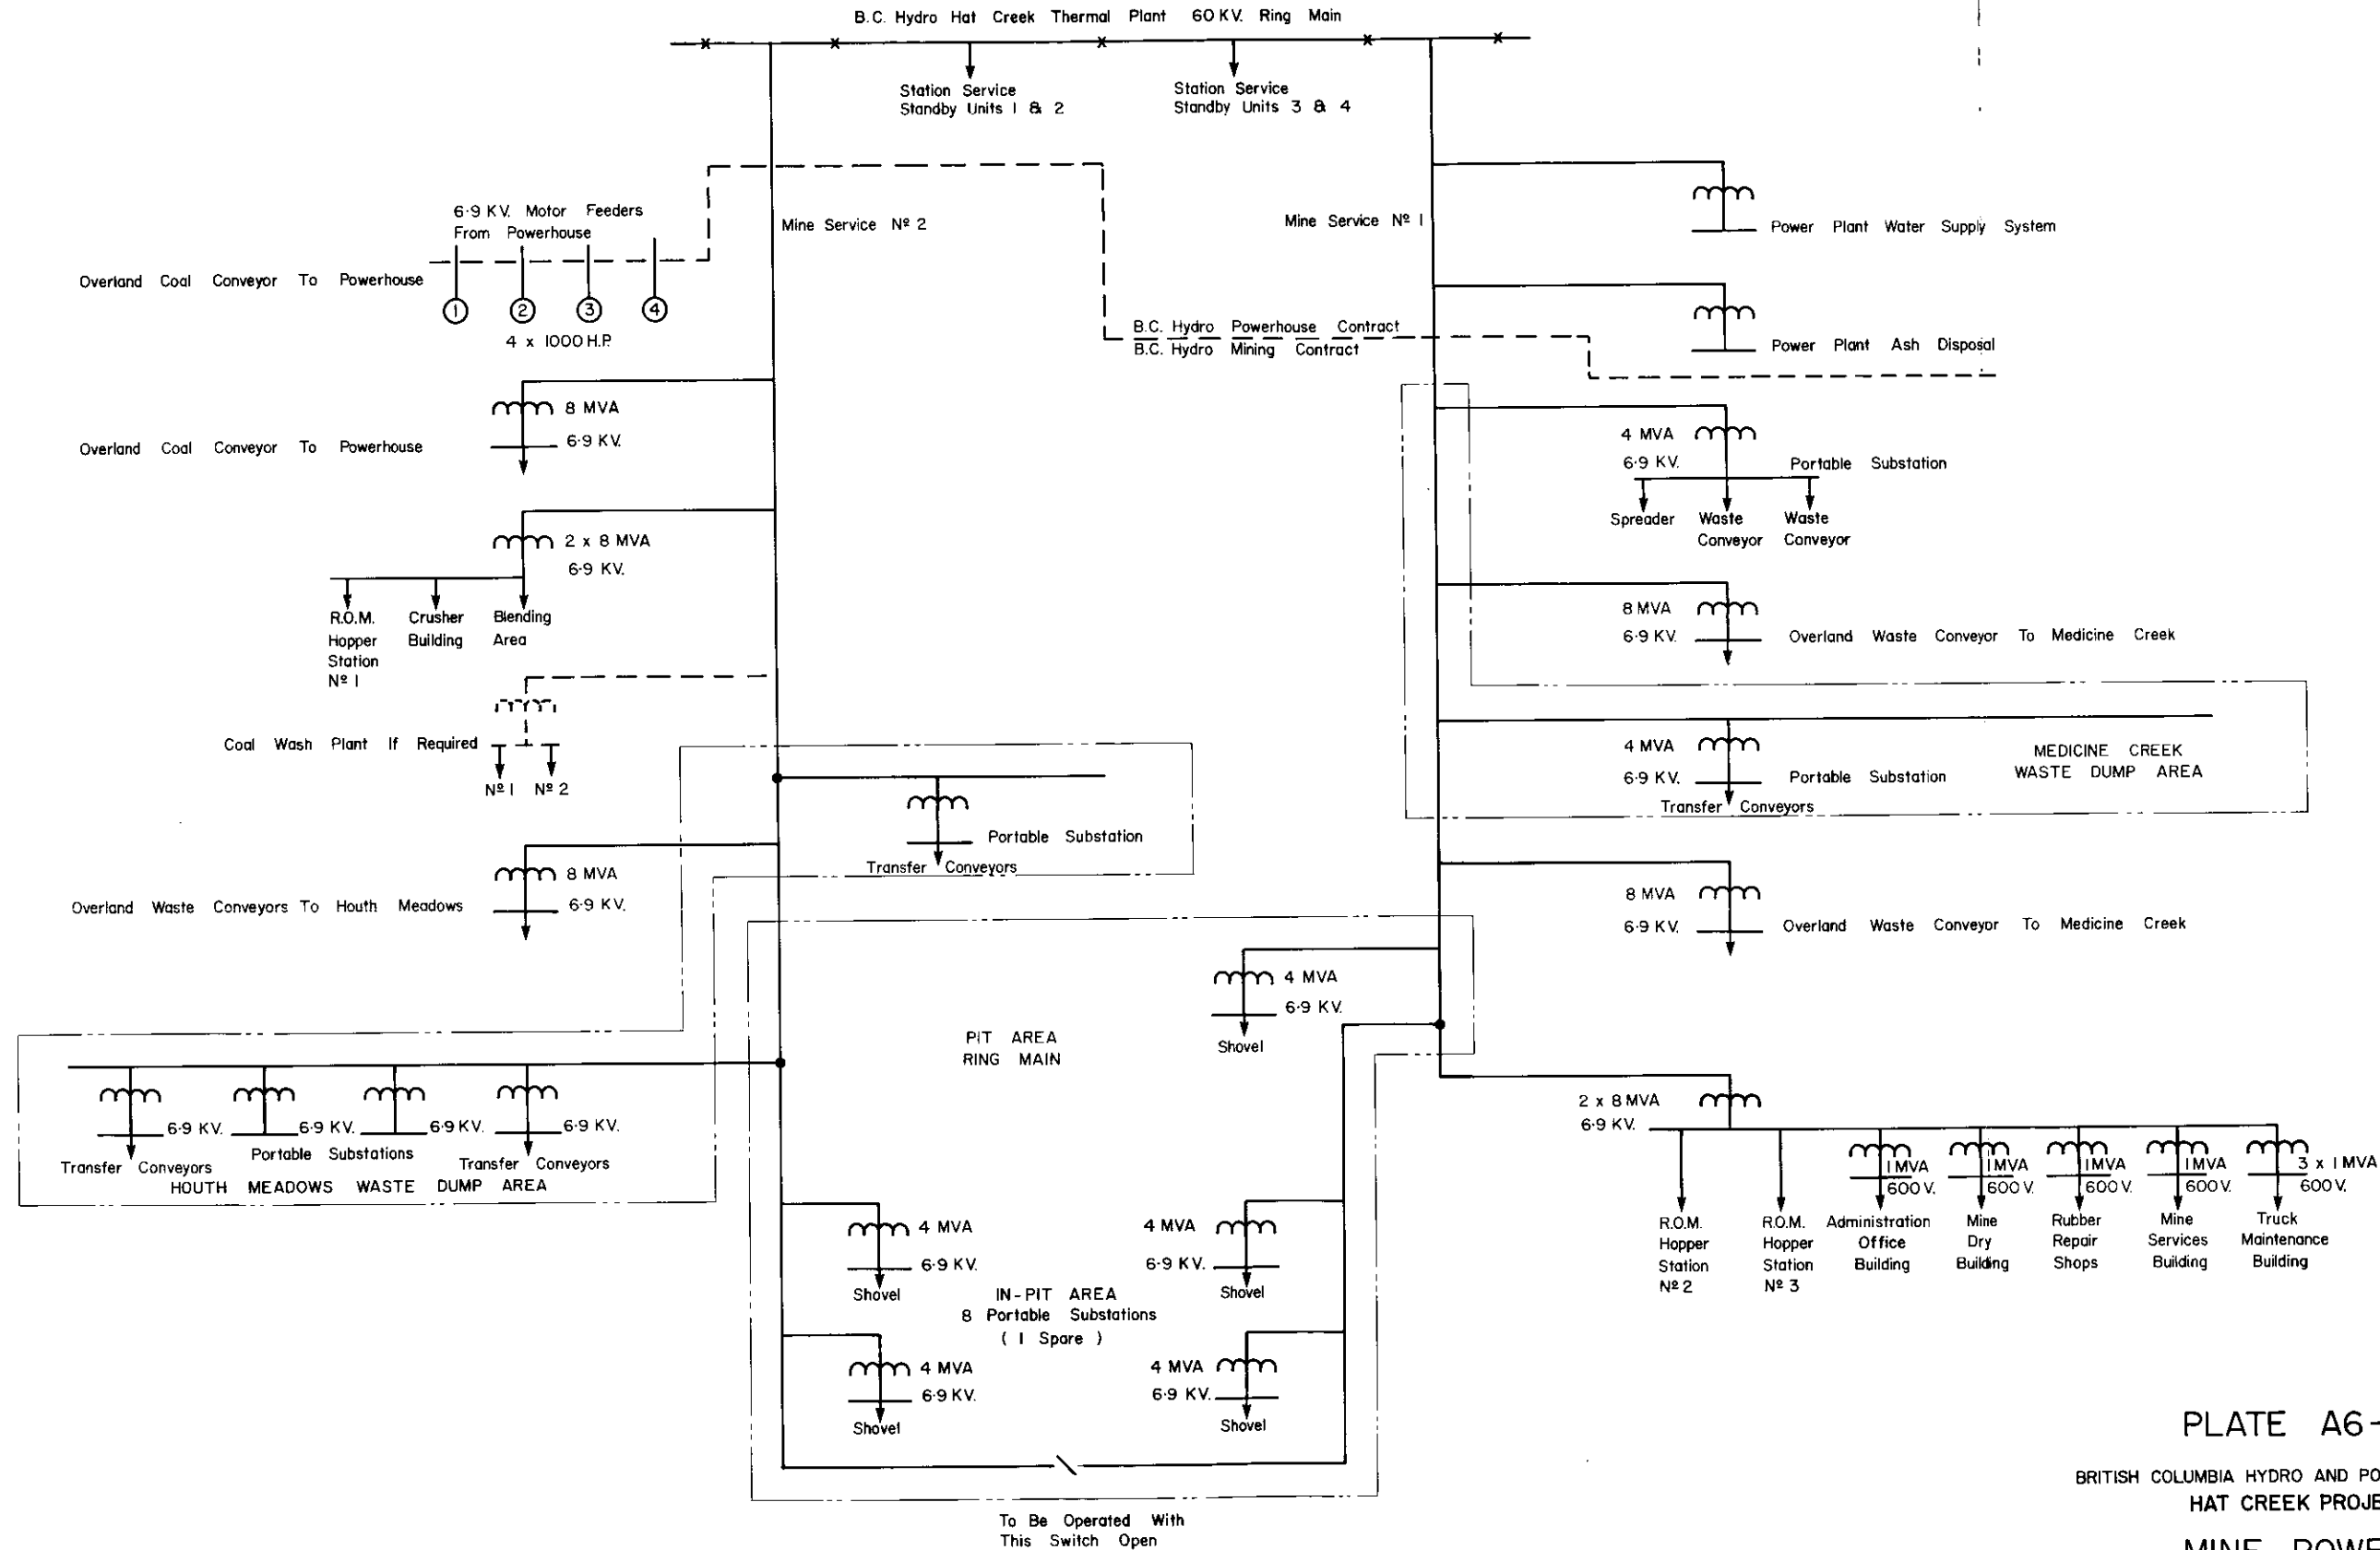 B.C. Hydro Hat Creek Thermal Plant 60 KV. Ring Main
Station Service
Standby Units 1 & 2
Station Service
Standby Units 3 & 4
6·9 KV. Motor Feeders
From Powerhouse
Mine Service Nº 2
Mine Service Nº 1
Power Plant Water Supply System
Overland Coal Conveyor To Powerhouse
1 2 3 4
4 x 1000 H.P.
B.C. Hydro Powerhouse Contract
B.C. Hydro Mining Contract
Power Plant Ash Disposal
8 MVA
6·9 KV.
Overland Coal Conveyor To Powerhouse
4 MVA
6·9 KV.
Portable Substation
Spreader
Waste
Conveyor
Waste
Conveyor
2 x 8 MVA
6·9 KV.
R.O.M.
Hopper
Station
Nº 1
Crusher
Building
Blending
Area
8 MVA
6·9 KV.
Overland Waste Conveyor To Medicine Creek
Coal Wash Plant If Required
Nº 1 Nº 2
4 MVA
6·9 KV.
Portable Substation
Transfer Conveyors
MEDICINE CREEK
WASTE DUMP AREA
Portable Substation
Transfer Conveyors
8 MVA
6·9 KV.
Overland Waste Conveyors To Houth Meadows
8 MVA
6·9 KV.
Overland Waste Conveyor To Medicine Creek
4 MVA
6·9 KV.
Shovel
PIT AREA
RING MAIN
6·9 KV. 6·9 KV. 6·9 KV. 6·9 KV.
Transfer Conveyors
Portable Substations
Transfer Conveyors
HOUTH MEADOWS WASTE DUMP AREA
2 x 8 MVA
6·9 KV.
1 MVA
600 V.
1 MVA
600 V.
1 MVA
600 V.
1 MVA
600 V.
3 x 1 MVA
600 V.
R.O.M.
Hopper
Station
Nº 2
R.O.M.
Hopper
Station
Nº 3
Administration
Office
Building
Mine
Dry
Building
Rubber
Repair
Shops
Mine
Services
Building
Truck
Maintenance
Building
4 MVA
6·9 KV.
Shovel
4 MVA
6·9 KV.
Shovel
IN-PIT AREA
8 Portable Substations
( 1 Spare )
4 MVA
6·9 KV.
Shovel
4 MVA
6·9 KV.
Shovel
To Be Operated With
This Switch Open
PLATE A6-
BRITISH COLUMBIA HYDRO AND
HAT CREEK
MINE